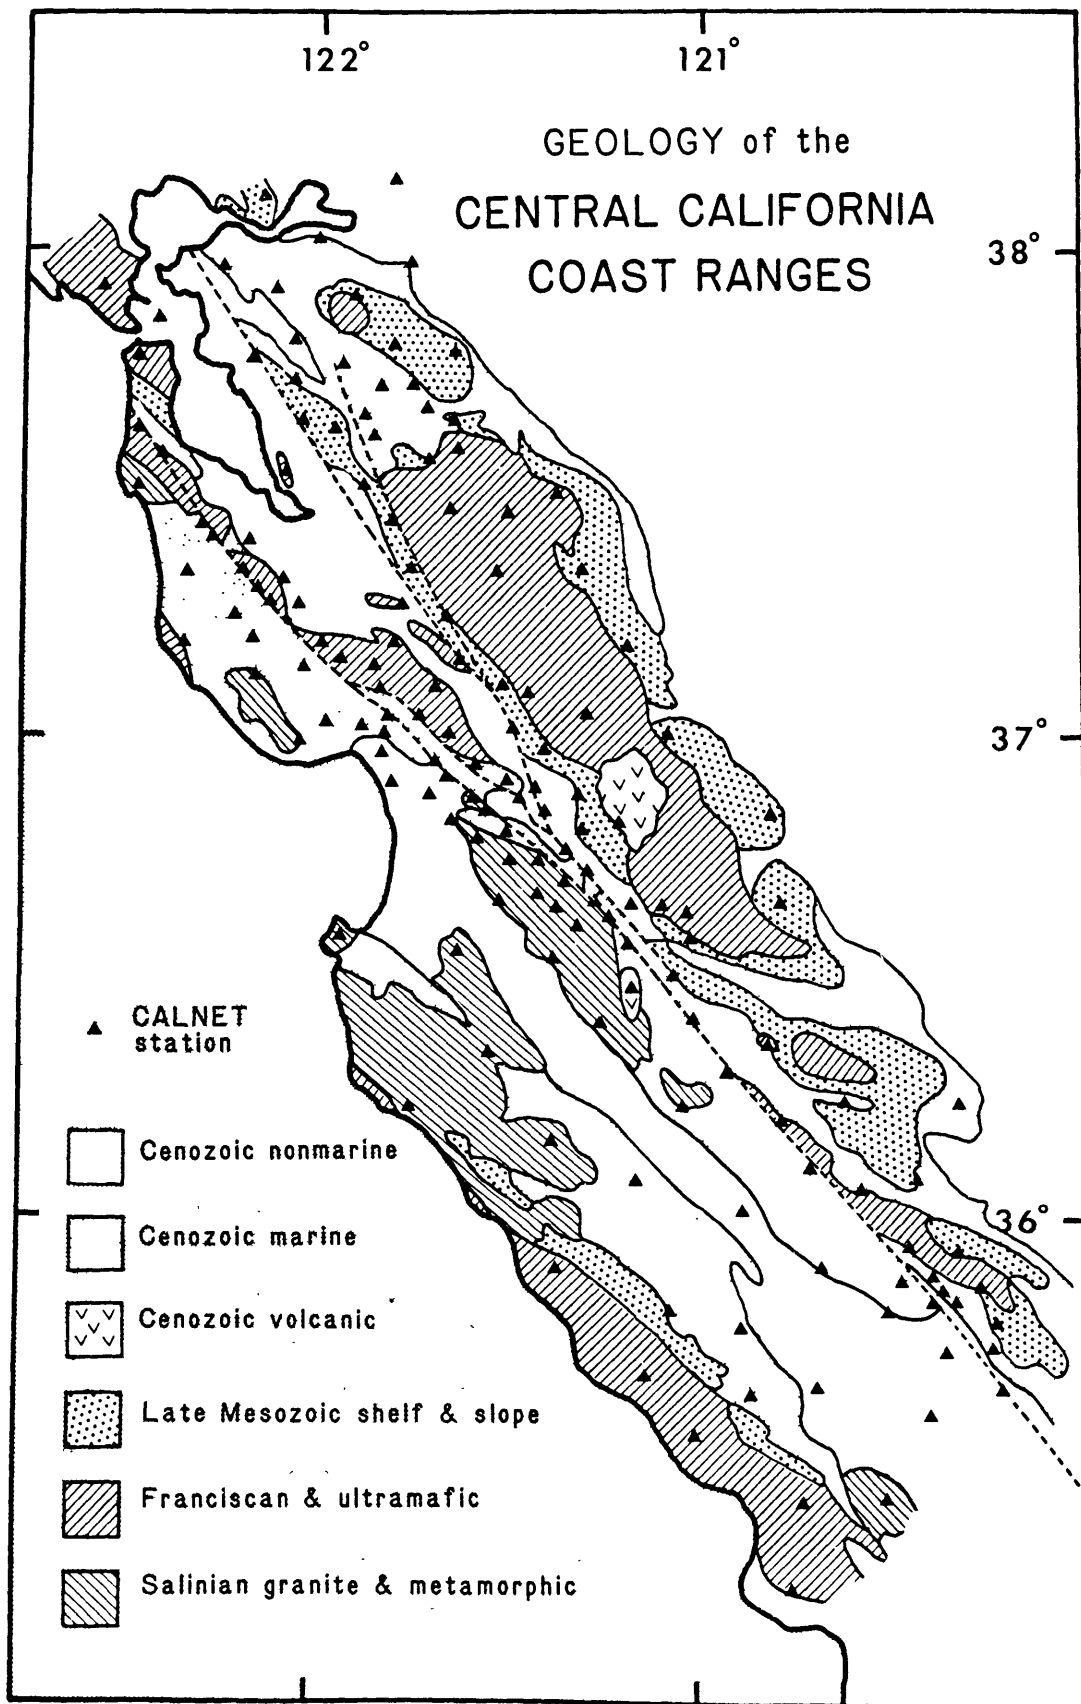 122°
121°
GEOLOGY of the
CENTRAL CALIFORNIA
COAST RANGES
38°
37°
CALNET
station
Cenozoic nonmarine
Cenozoic marine
36°
Cenozoic volcanic
Late Mesozoic shelf & slope
Franciscan & ultramafic
Salinian granite & metamorphic